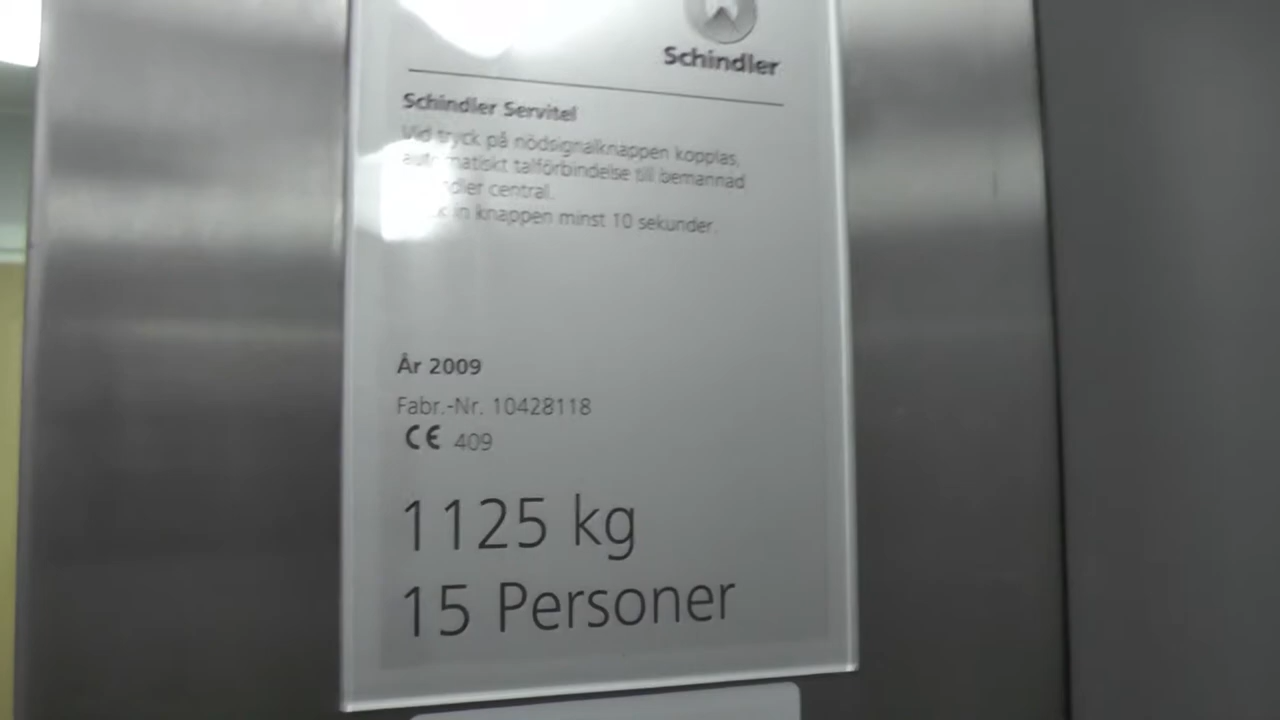 Schindler
Schindler Servitel
Vid tryck på nödsignalknappen kopplas
automatiskt talförbindelse till bemannad
central.
in knappen minst 10 sekunder.
År 2009
Fabr.-Nr. 10428118
CE 409
1125 kg
15 Personer